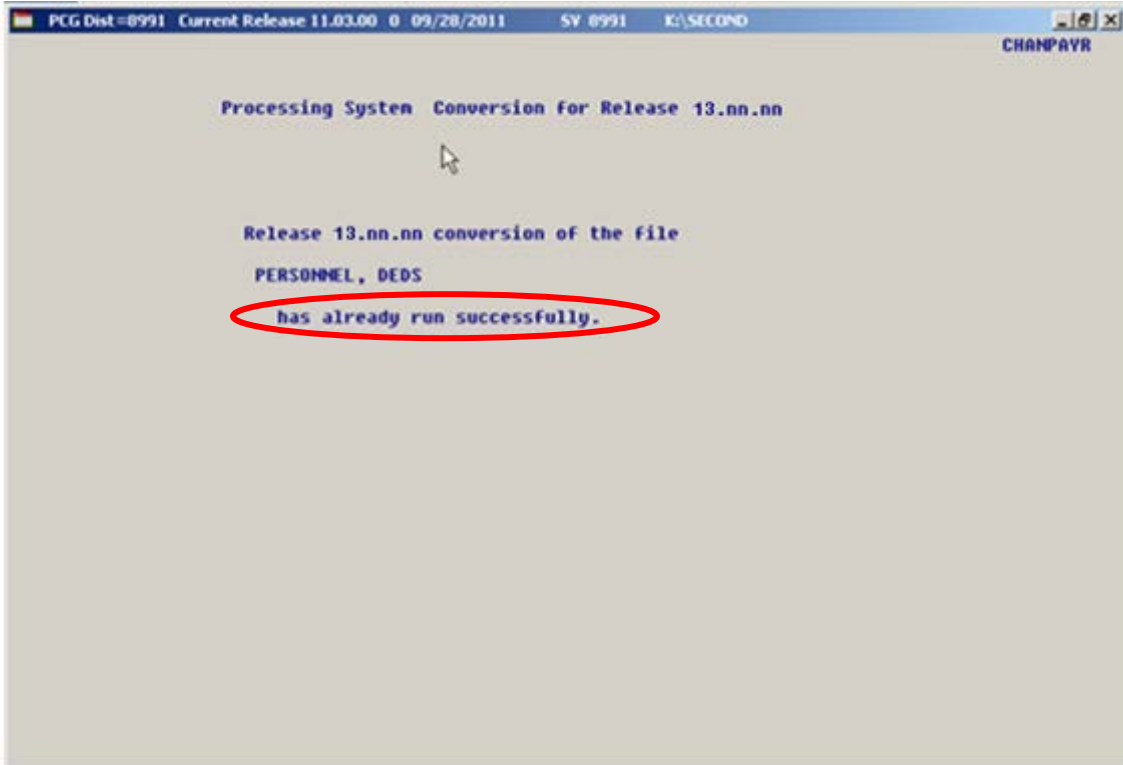 PCG Dist=8991 Current Release 11.03.00 0 09/28/2011 SV 8991 K:\SECOND
CHANPAYR
Processing System Conversion for Release 13.nn.nn
Release 13.nn.nn conversion of the file
PERSONNEL, DEDS
has already run successfully.